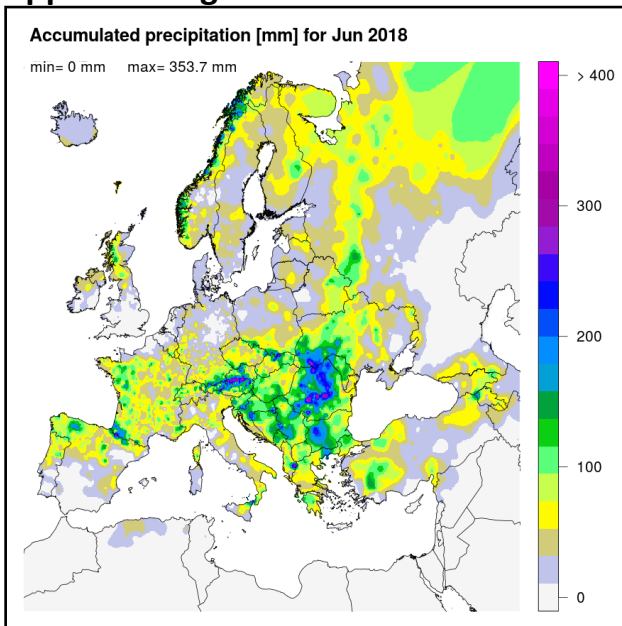 Accumulated precipitation [mm] for Jun 2018
min= 0 mm max= 353.7 mm
> 400
300
200
100
0